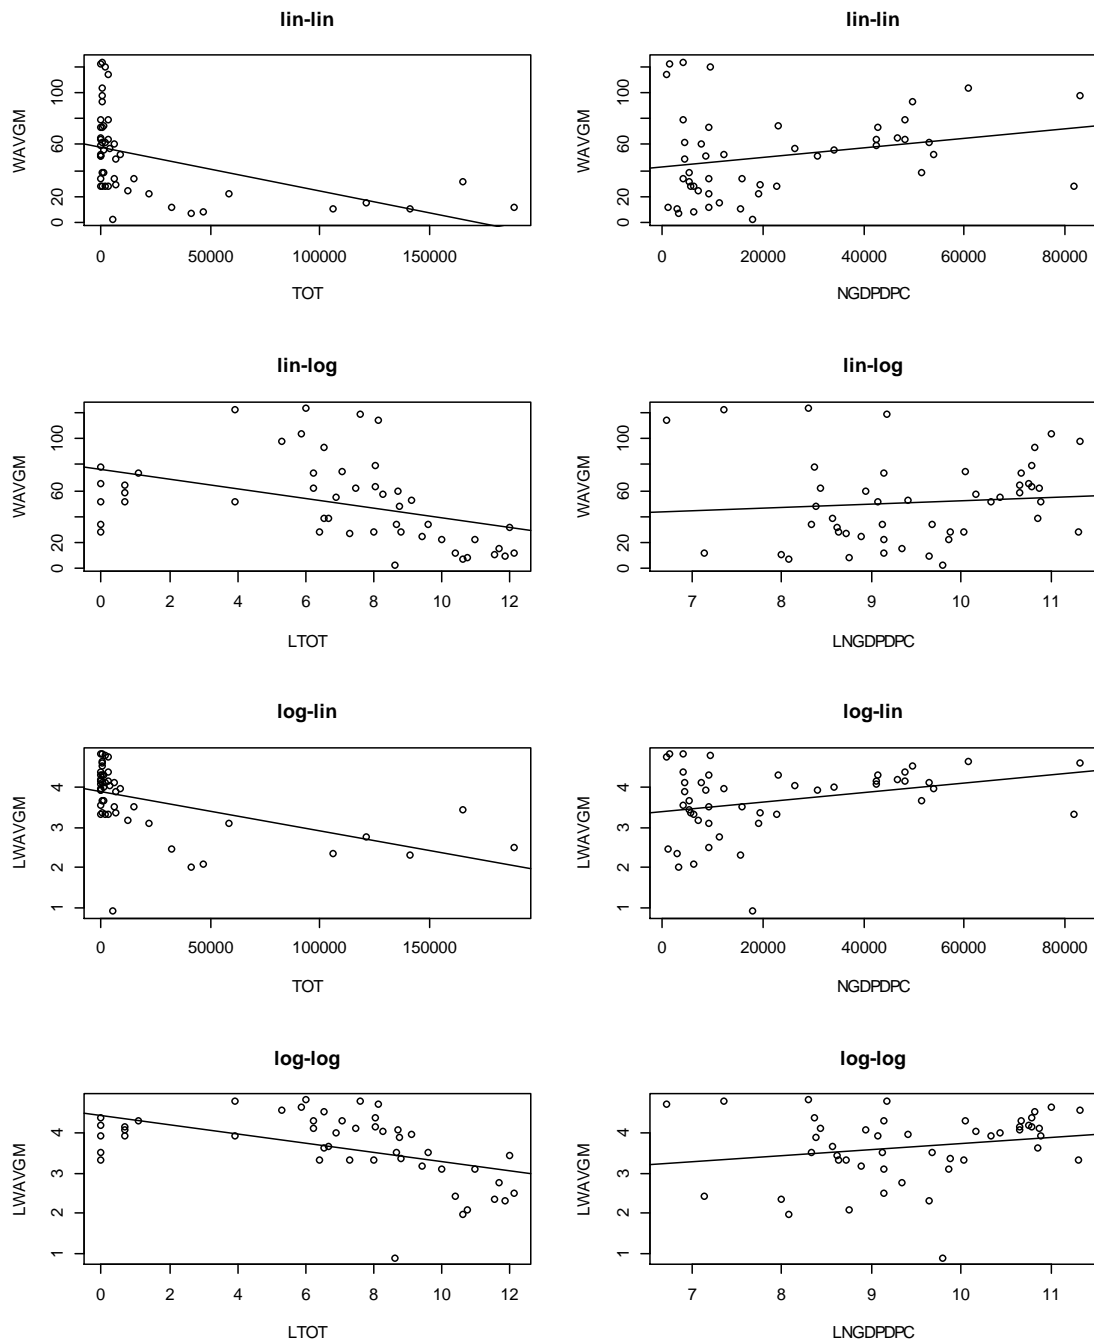 lin-lin
WAVGM
0 20 60 100
0 50000 100000 150000
TOT
lin-lin
WAVGM
0 20 60 100
0 20000 40000 60000 80000
NGDPDPC
lin-log
WAVGM
0 20 60 100
0 2 4 6 8 10 12
LTOT
lin-log
WAVGM
0 20 60 100
7 8 9 10 11
LNGDPDPC
log-lin
LWAVGM
1 2 3 4
0 50000 100000 150000
TOT
log-lin
LWAVGM
1 2 3 4
0 20000 40000 60000 80000
NGDPDPC
log-log
LWAVGM
1 2 3 4
0 2 4 6 8 10 12
LTOT
log-log
LWAVGM
1 2 3 4
7 8 9 10 11
LNGDPDPC